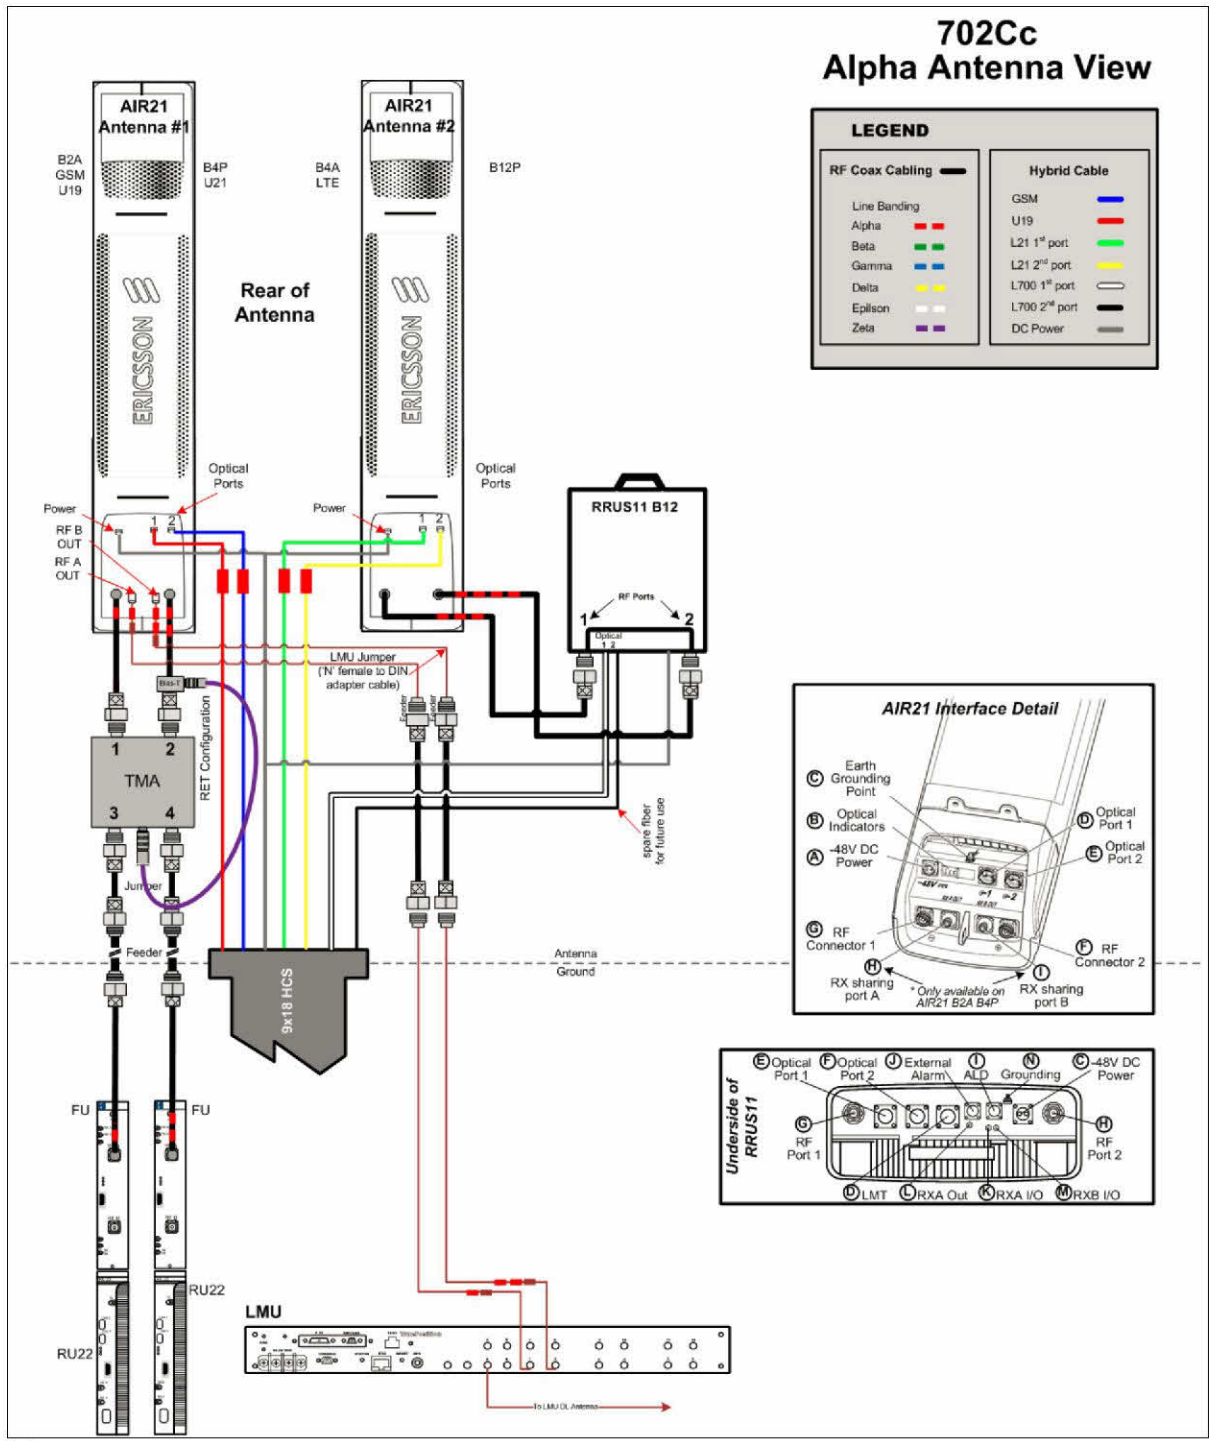 702Cc
Alpha Antenna View
AIR21
Antenna #1
AIR21
Antenna #2
B2A
GSM
U19
B4P
U21
B4A
LTE
B12P
LEGEND
RF Coax Cabling
Line Banding
Alpha
Beta
Gamma
Delta
Epilson
Zeta
Hybrid Cable
GSM
U19
L21 1st port
L21 2nd port
L700 1st port
L700 2nd port
DC Power
Rear of
Antenna
ERICSSON
ERICSSON
Optical
Ports
Optical
Ports
Power
RF B
OUT
RF A
OUT
1 2
Power
1 2
RRUS11 B12
RF Ports
1
2
Optical
1 2
LMU Jumper
('N' female to DIN
adapter cable)
Bias-T
Feeder
Feeder
RET Configuration
1 2
TMA
3 4
Jumper
Feeder
spare fiber
for future use
Antenna
Ground
9x18 HCS
AIR21 Interface Detail
C Earth
Grounding
Point
B Optical
Indicators
A -48V DC
Power
D Optical
Port 1
E Optical
Port 2
G RF
Connector 1
F RF
Connector 2
H
RX sharing
port A
* Only available on
AIR21 B2A B4P
I
RX sharing
port B
Underside of
RRUS11
E Optical
Port 1
F Optical
Port 2
J External
Alarm
I
ALD
N
Grounding
C -48V DC
Power
G
RF
Port 1
H
RF
Port 2
D LMT
L RXA Out
K RXA I/O
M RXB I/O
FU
FU
RU22
RU22
LMU
To LMU DL Antenna